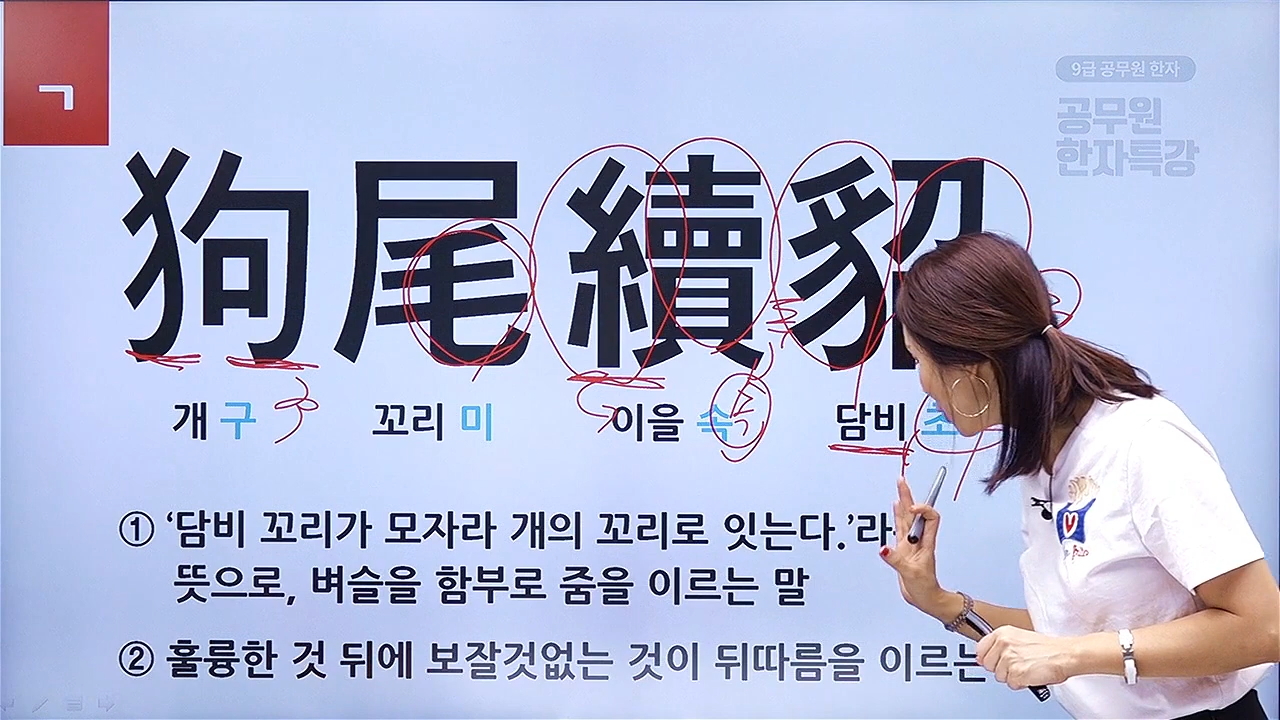 ㄱ
9급 공무원 한자
공무원
한자특강
狗尾續貂
개 구 꼬리 미 이을 속 담비 초
① ‘담비 꼬리가 모자라 개의 꼬리로 잇는다.’라
뜻으로, 벼슬을 함부로 줌을 이르는 말
② 훌륭한 것 뒤에 보잘것없는 것이 뒤따름을 이르는